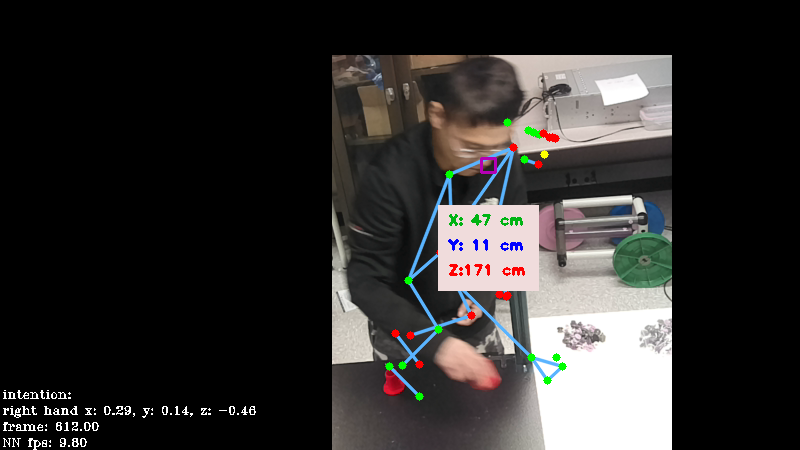 X: 47 cm
Y: 11 cm
Z:171 cm
intention:
right hand x: 0.29, y: 0.14, z: -0.46
frame: 612.00
NN fps: 9.80